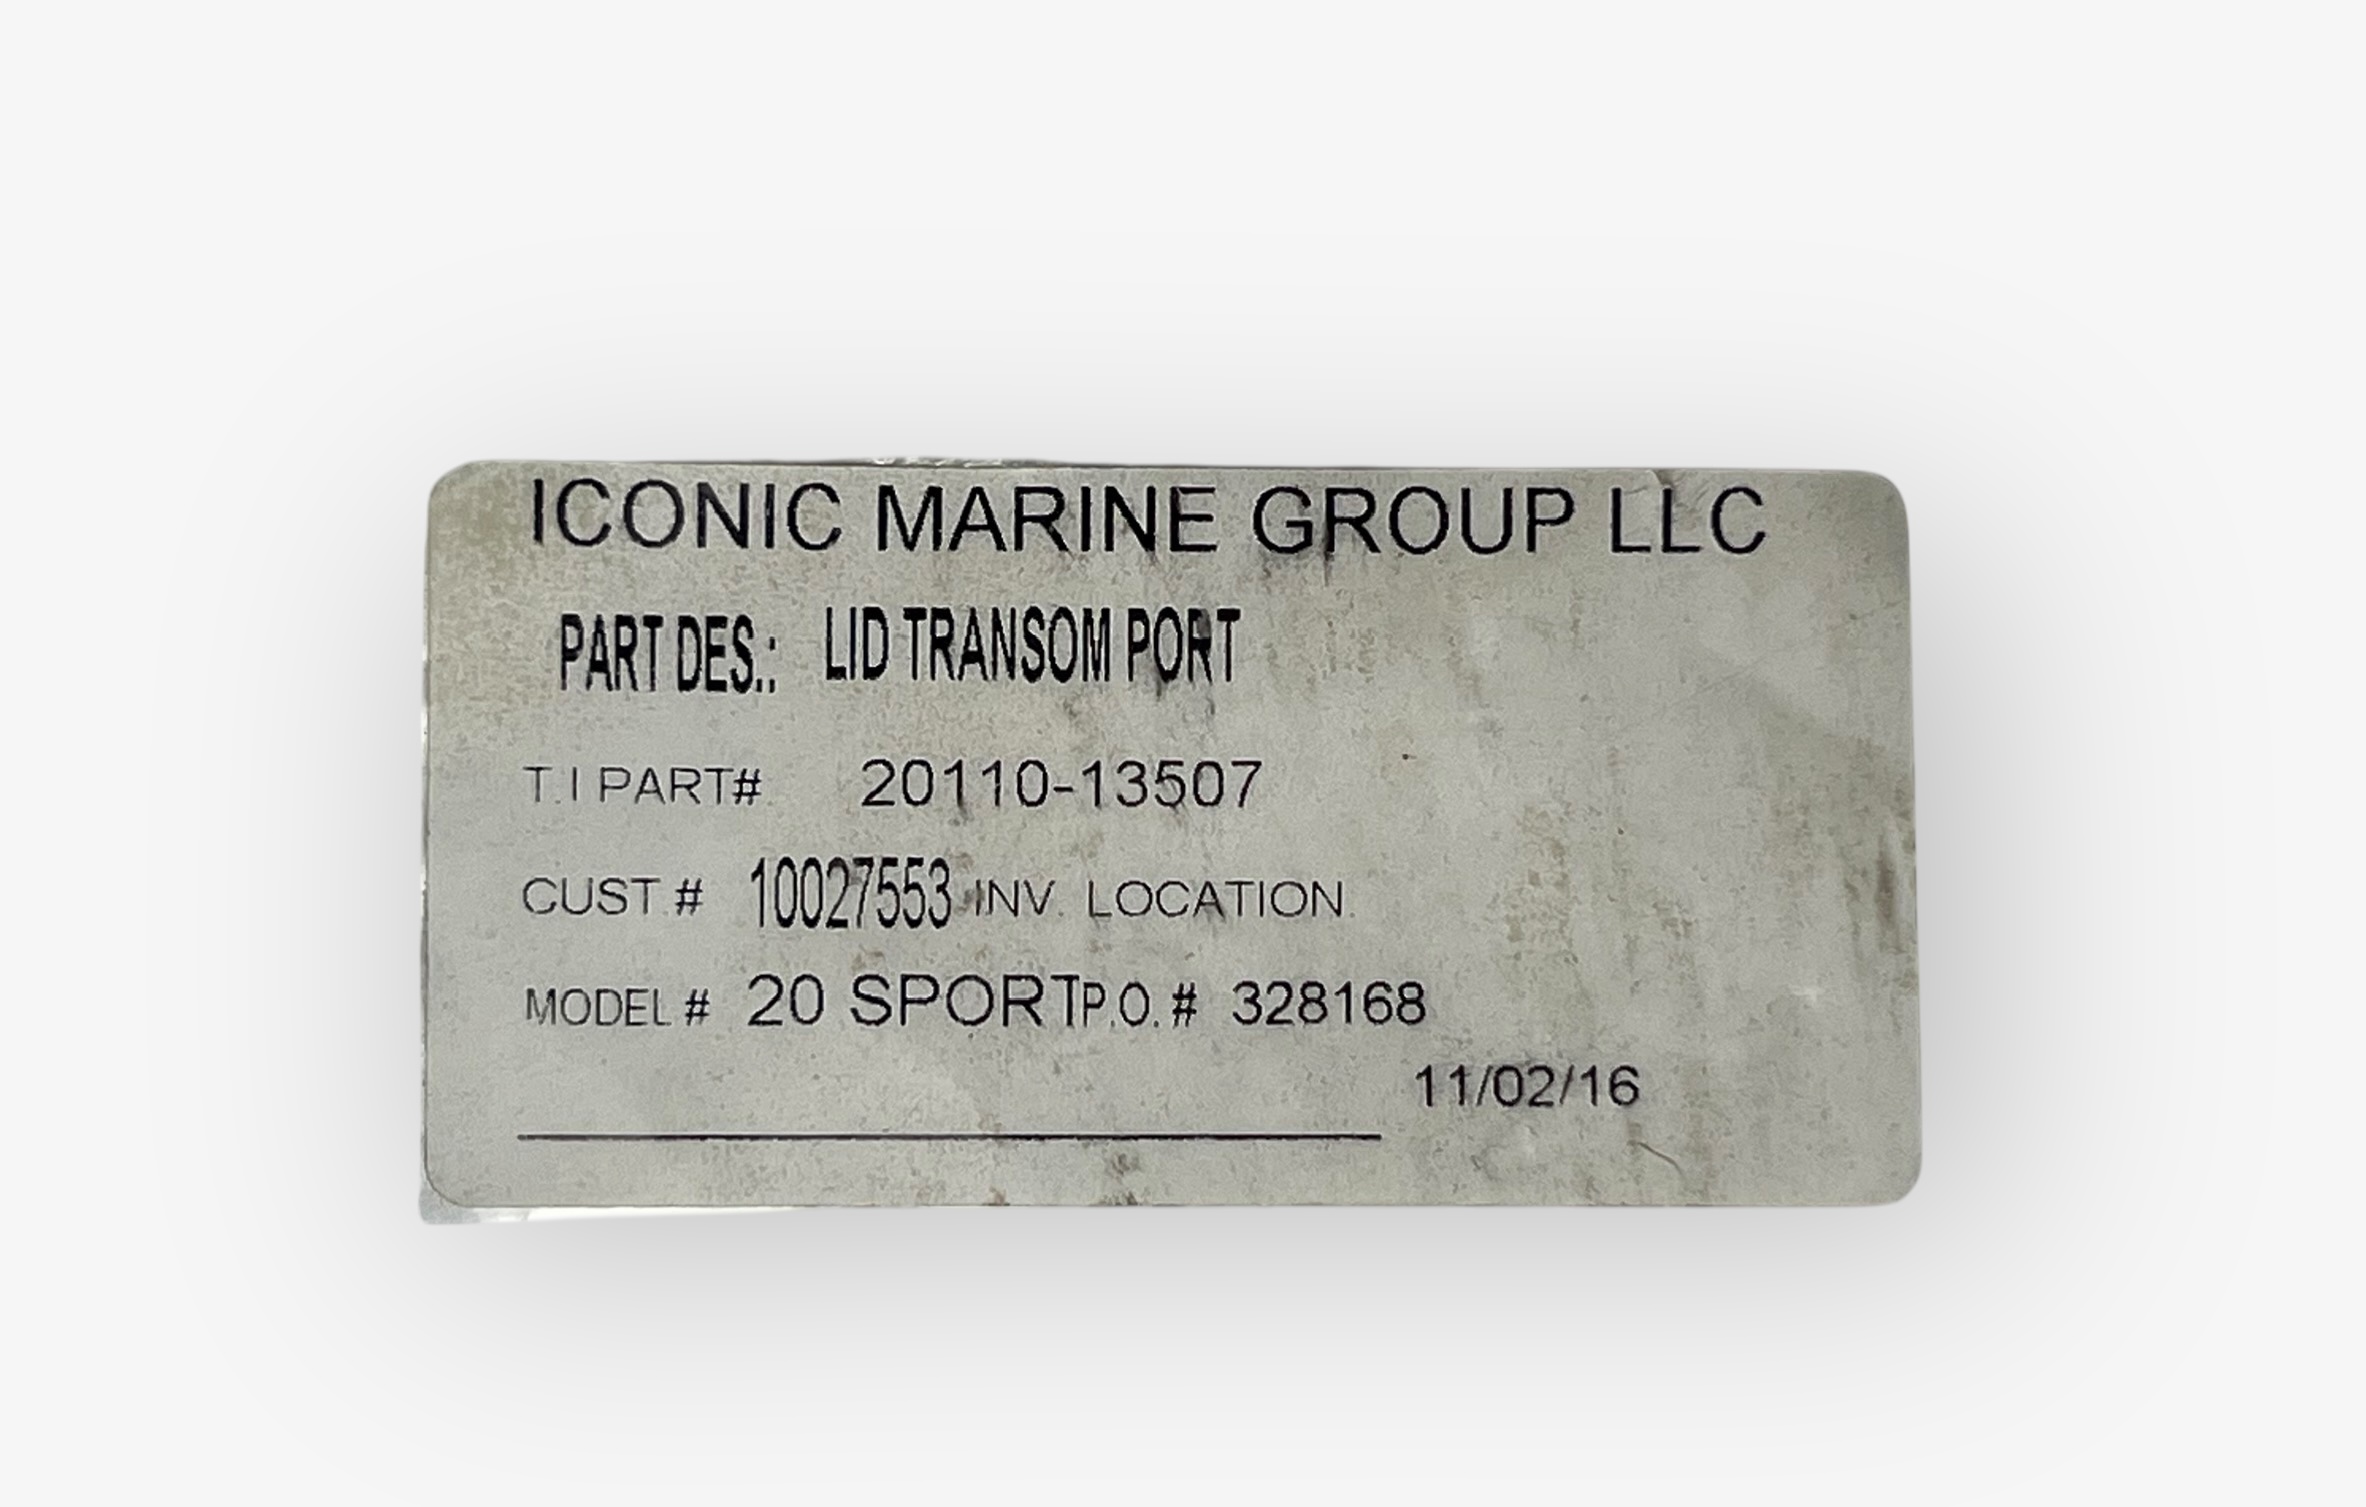 ICONIC MARINE GROUP LLC
PART DES.: LID TRANSOM PORT
T.I PART# 20110-13507
CUST.# 10027553 INV. LOCATION.
MODEL # 20 SPORT P.O. # 328168
11/02/16